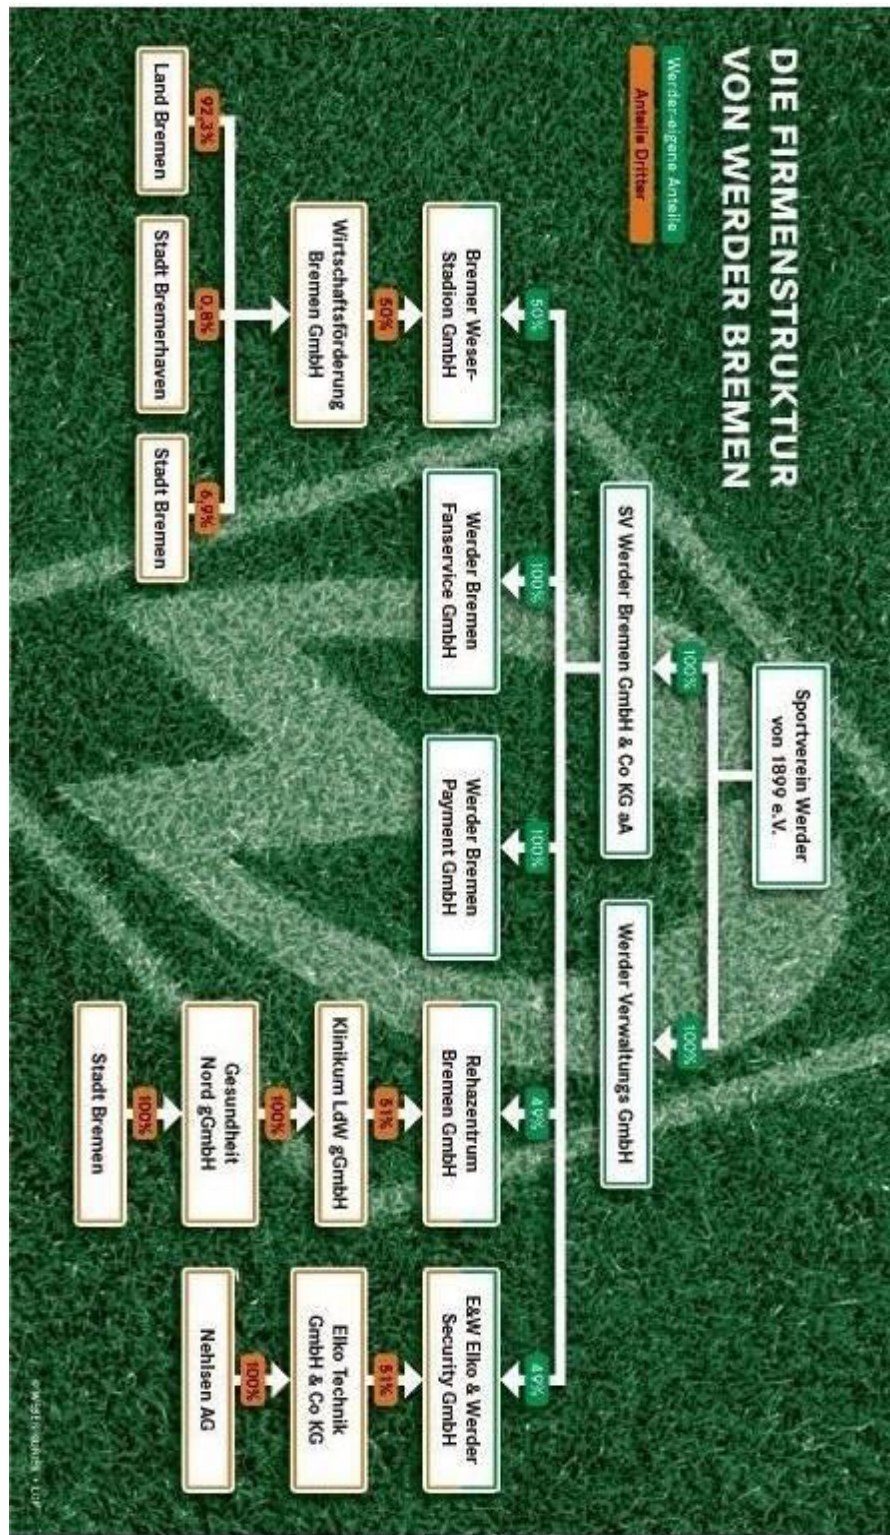 DIE FIRMENSTRUKTUR
VON WERDER BREMEN
Werder-eigene Anteile
Anteile Dritter
Sportverein Werder
von 1899 e.V.
100%
100%
SV Werder Bremen GmbH & Co KG aA
Werder Verwaltungs GmbH
50%
100%
100%
49%
49%
Bremer Weser-
Stadion GmbH
Werder Bremen
Fanservice GmbH
Werder Bremen
Payment GmbH
Rehazentrum
Bremen GmbH
E&W Elko & Werder
Security GmbH
50%
51%
51%
Wirtschaftsförderung
Bremen GmbH
Klinikum LdW gGmbH
Elko Technik
GmbH & Co KG
100%
100%
Gesundheit
Nord gGmbH
Nehlsen AG
92,3%
0,8%
6,9%
100%
Land Bremen
Stadt Bremerhaven
Stadt Bremen
Stadt Bremen